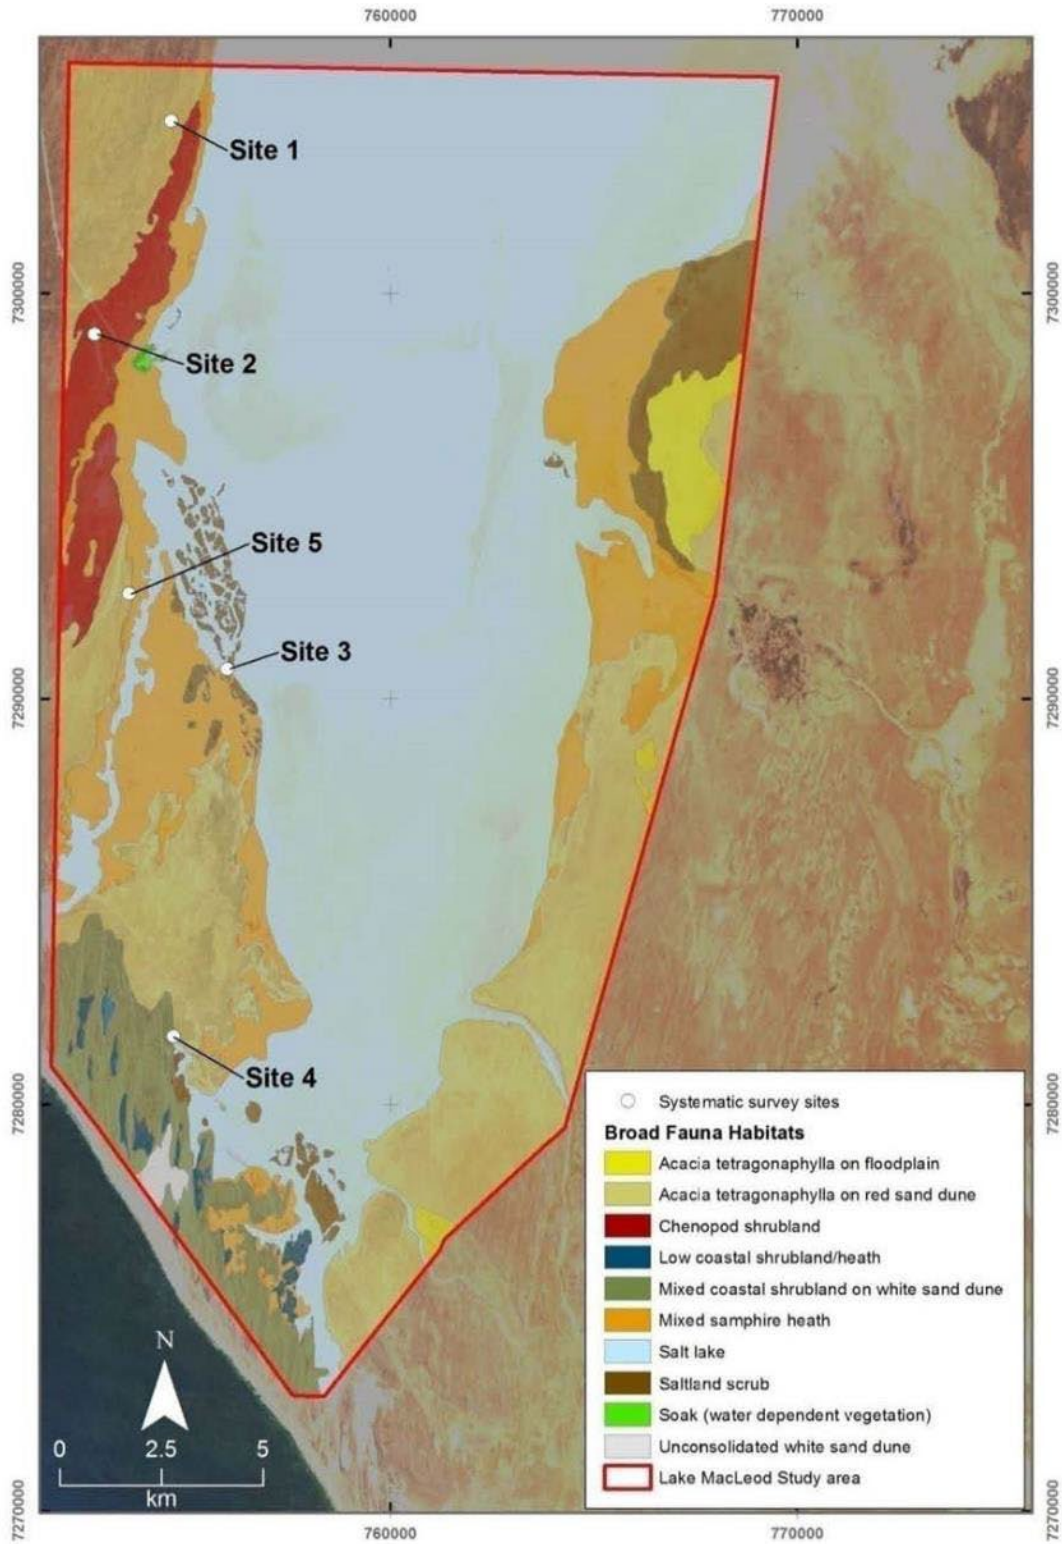 760000
770000
Site 1
7300000
7300000
Site 2
Site 5
Site 3
7290000
7290000
Site 4
7280000
7280000
Systematic survey sites
Broad Fauna Habitats
Acacia tetragonaphylla on floodplain
Acacia tetragonaphylla on red sand dune
Chenopod shrubland
Low coastal shrubland/heath
Mixed coastal shrubland on white sand dune
Mixed samphire heath
Salt lake
Saltland scrub
Soak (water dependent vegetation)
Unconsolidated white sand dune
Lake MacLeod Study area
N
0 2.5 5
km
7270000
7270000
760000
770000